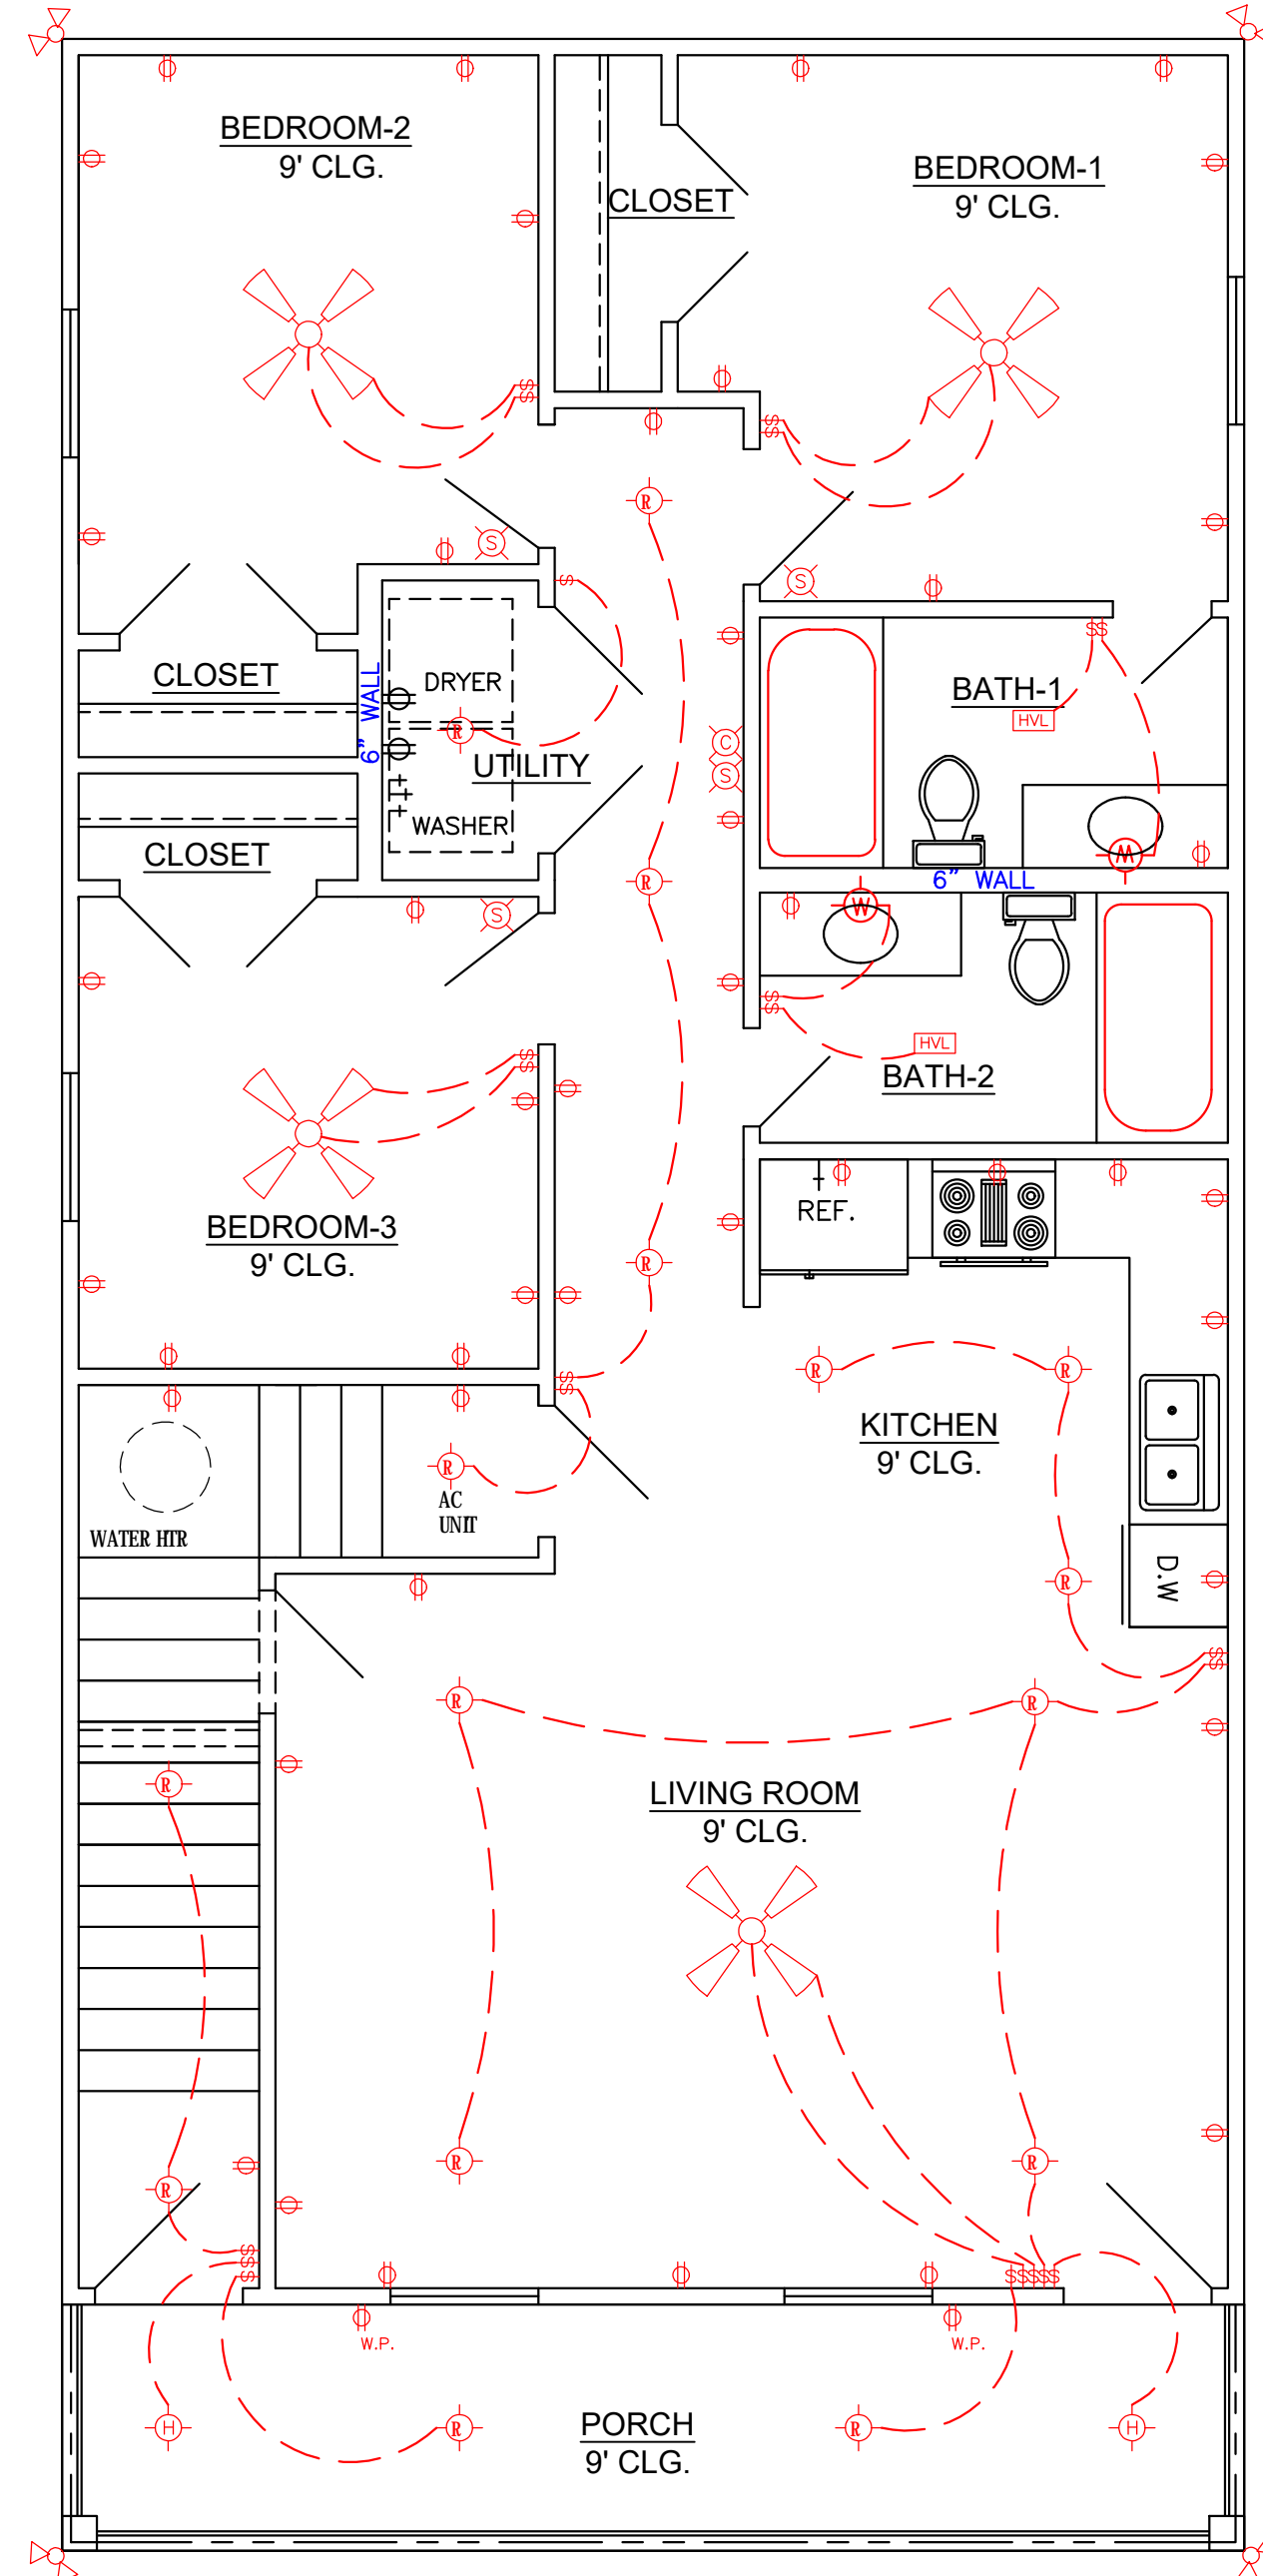 BEDROOM-2
9' CLG.
CLOSET
BEDROOM-1
9' CLG.
S
S
R
S
S
S
S
S
S
S
SS
CLOSET
6" WALL
DRYER
BATH-1
HVL
R
C
S
UTILITY
WASHER
CLOSET
W
R
6" WALL
S
W
S
S
HVL
BATH-2
S
S
BEDROOM-3
9' CLG.
REF.
R
R
R
S
S
KITCHEN
9' CLG.
R
AC
UNIT
WATER HTR
D.W
R
S
S
R
R
R
LIVING ROOM
9' CLG.
R
R
R
S
S
S
SSSSS
W.P.
W.P.
H
R
PORCH
9' CLG.
R
H